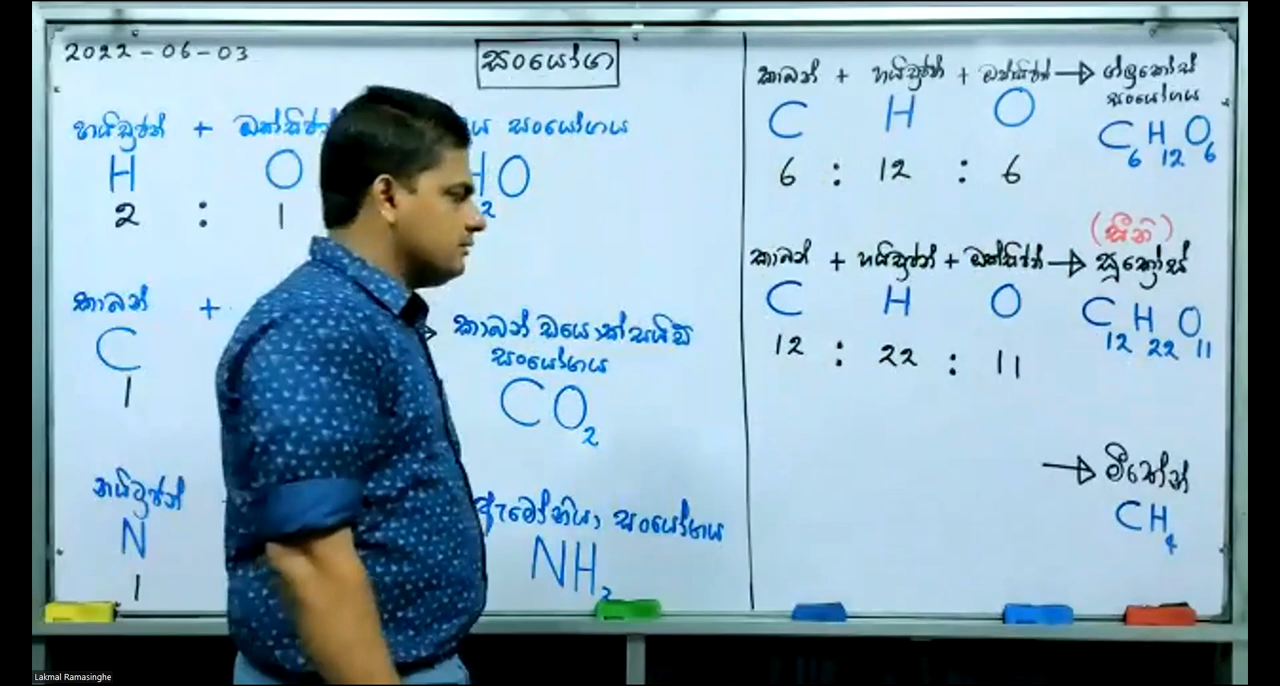 2022-06-03
සංයෝග
හයිඩ්‍රජන් + ඔක්සිජන් ය සංයෝගය
H O H2O
2 : 1
කාබන් + කාබන් ඩයොක්සයිඩ්
සංයෝගය
C CO2
1
නයිට්‍රජන් ඇමෝනියා සංයෝගය
N NH3
1
කාබන් + හයිඩ්‍රජන් + ඔක්සිජන් → ග්ලූකෝස්
සංයෝගය
C H O C6H12O6
6 : 12 : 6
(සීනි)
කාබන් + හයිඩ්‍රජන් + ඔක්සිජන් → සුක්‍රෝස්
C H O C12H22O11
12 : 22 : 11
→ මීතේන්
CH4
Lakmal Ramasinghe